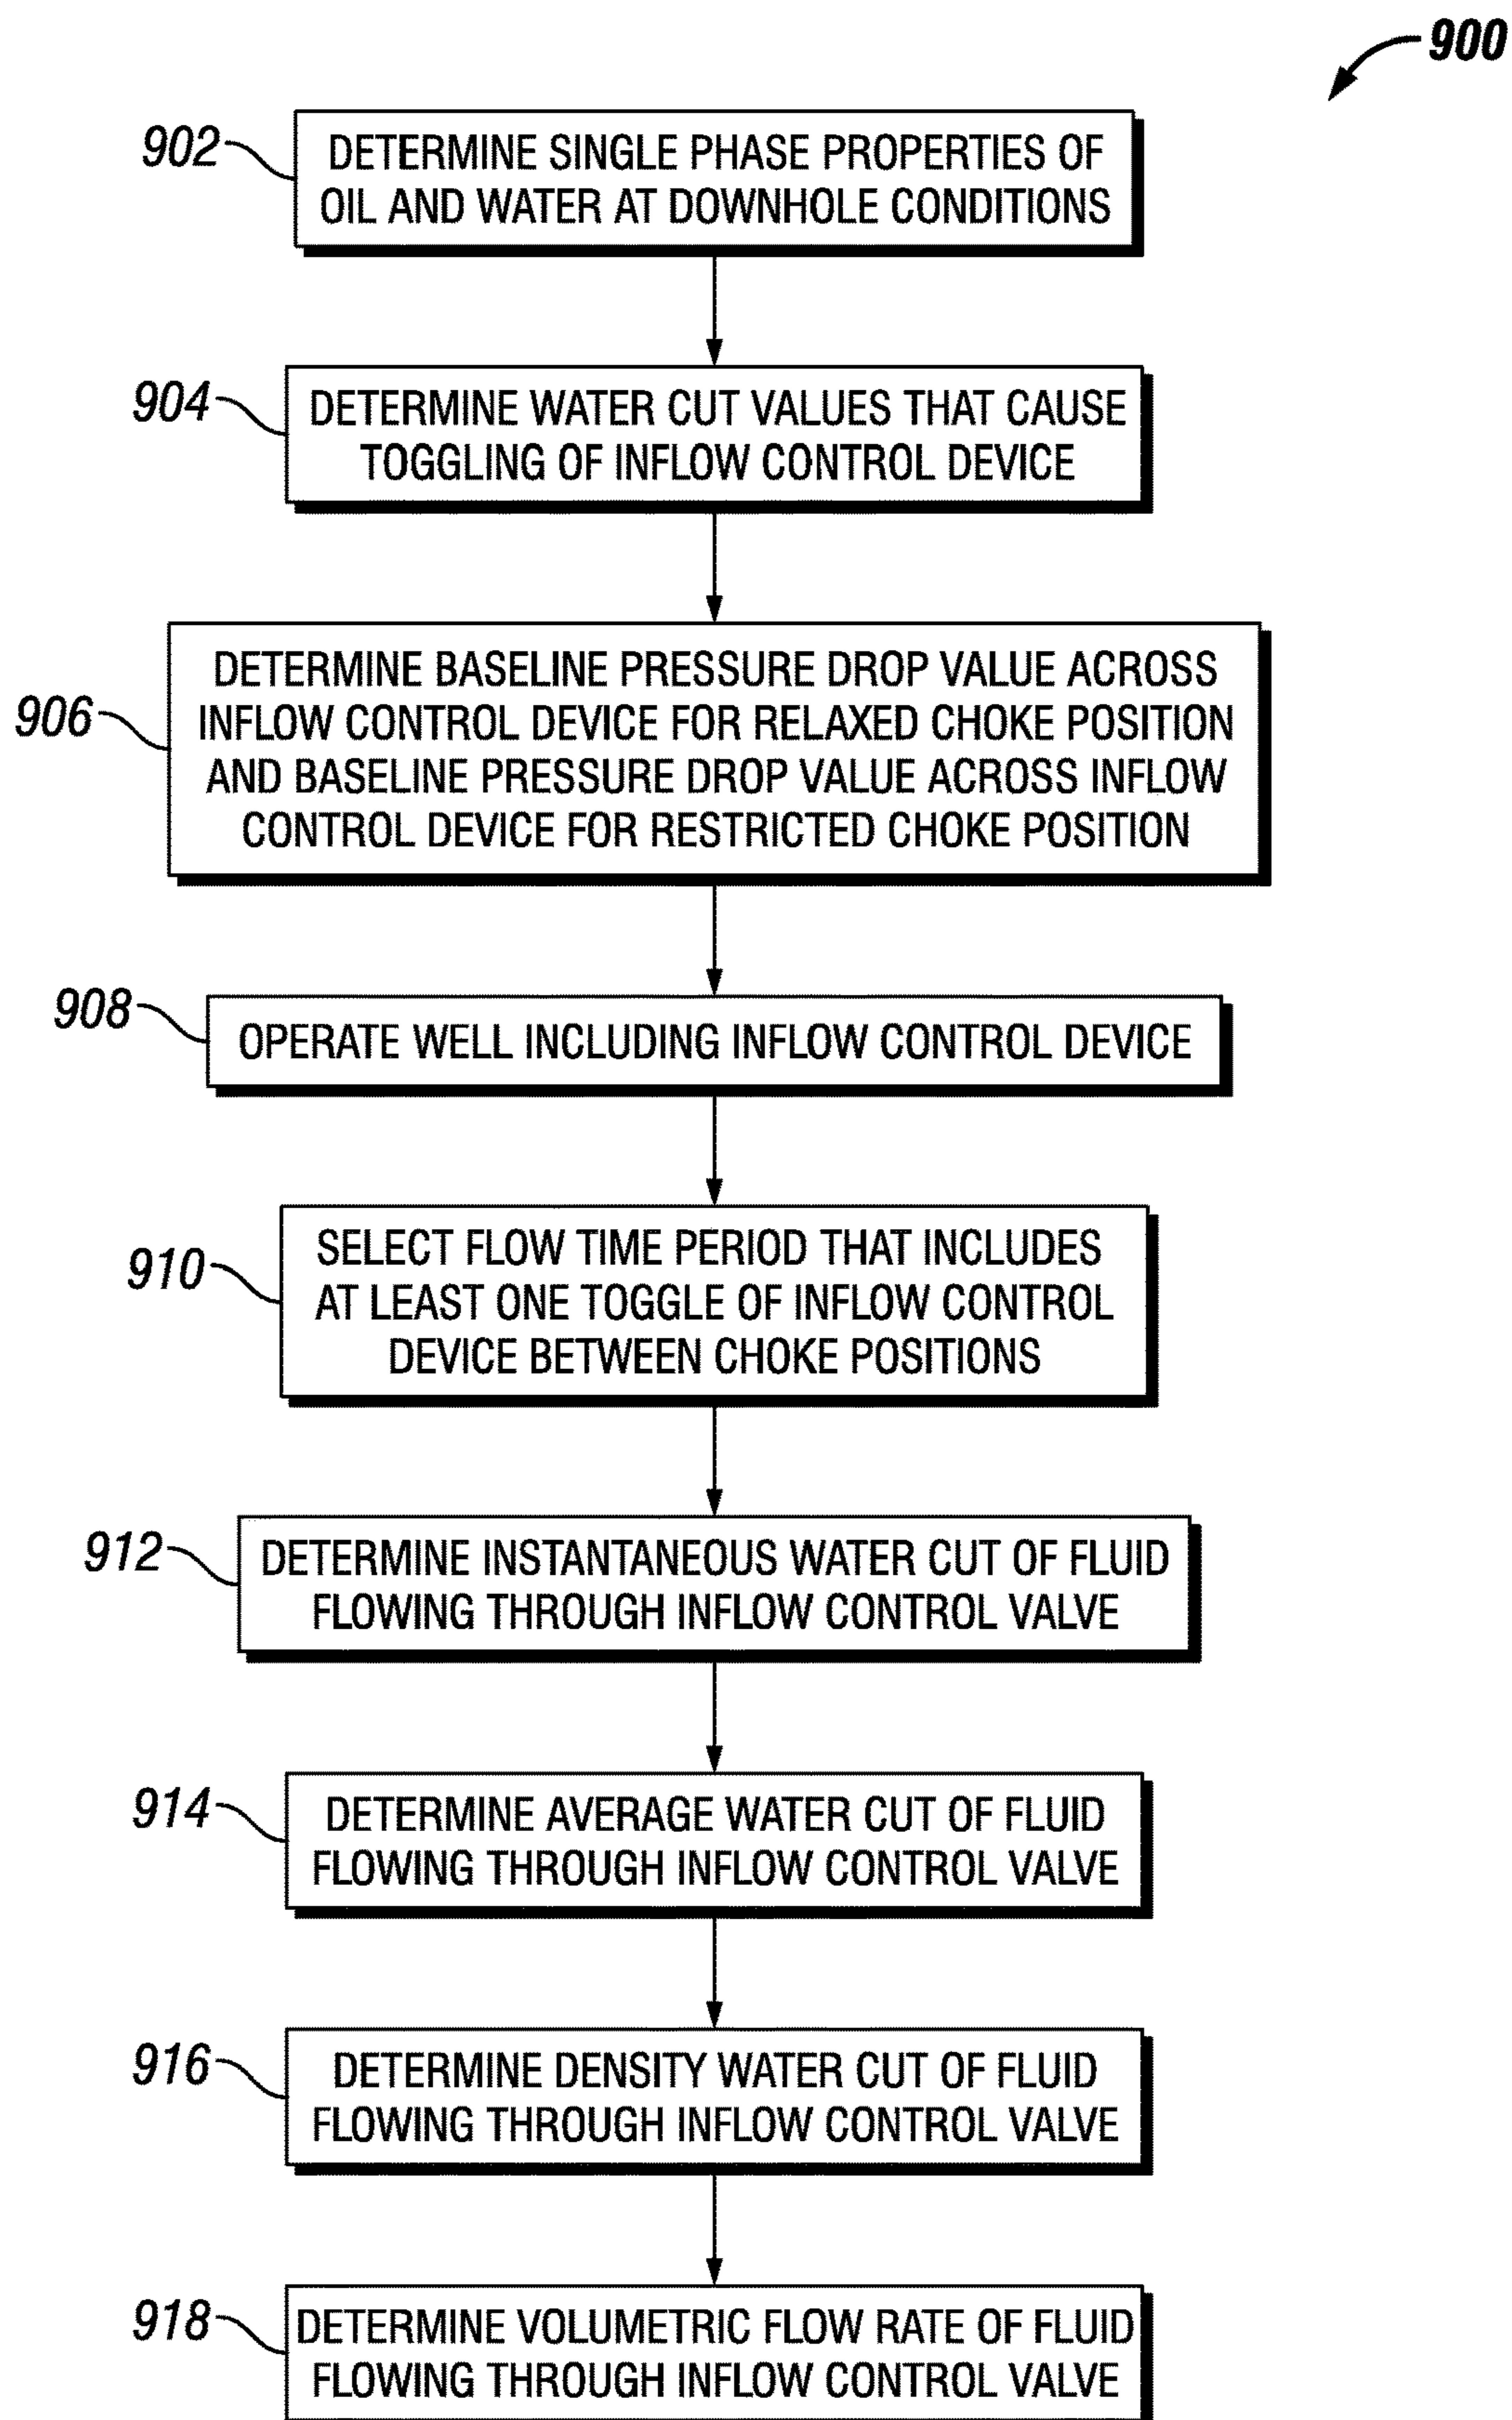 900
902
DETERMINE SINGLE PHASE PROPERTIES OF
OIL AND WATER AT DOWNHOLE CONDITIONS
904
DETERMINE WATER CUT VALUES THAT CAUSE
TOGGLING OF INFLOW CONTROL DEVICE
906
DETERMINE BASELINE PRESSURE DROP VALUE ACROSS
INFLOW CONTROL DEVICE FOR RELAXED CHOKE POSITION
AND BASELINE PRESSURE DROP VALUE ACROSS INFLOW
CONTROL DEVICE FOR RESTRICTED CHOKE POSITION
908
OPERATE WELL INCLUDING INFLOW CONTROL DEVICE
910
SELECT FLOW TIME PERIOD THAT INCLUDES
AT LEAST ONE TOGGLE OF INFLOW CONTROL
DEVICE BETWEEN CHOKE POSITIONS
912
DETERMINE INSTANTANEOUS WATER CUT OF FLUID
FLOWING THROUGH INFLOW CONTROL VALVE
914
DETERMINE AVERAGE WATER CUT OF FLUID
FLOWING THROUGH INFLOW CONTROL VALVE
916
DETERMINE DENSITY WATER CUT OF FLUID
FLOWING THROUGH INFLOW CONTROL VALVE
918
DETERMINE VOLUMETRIC FLOW RATE OF FLUID
FLOWING THROUGH INFLOW CONTROL VALVE